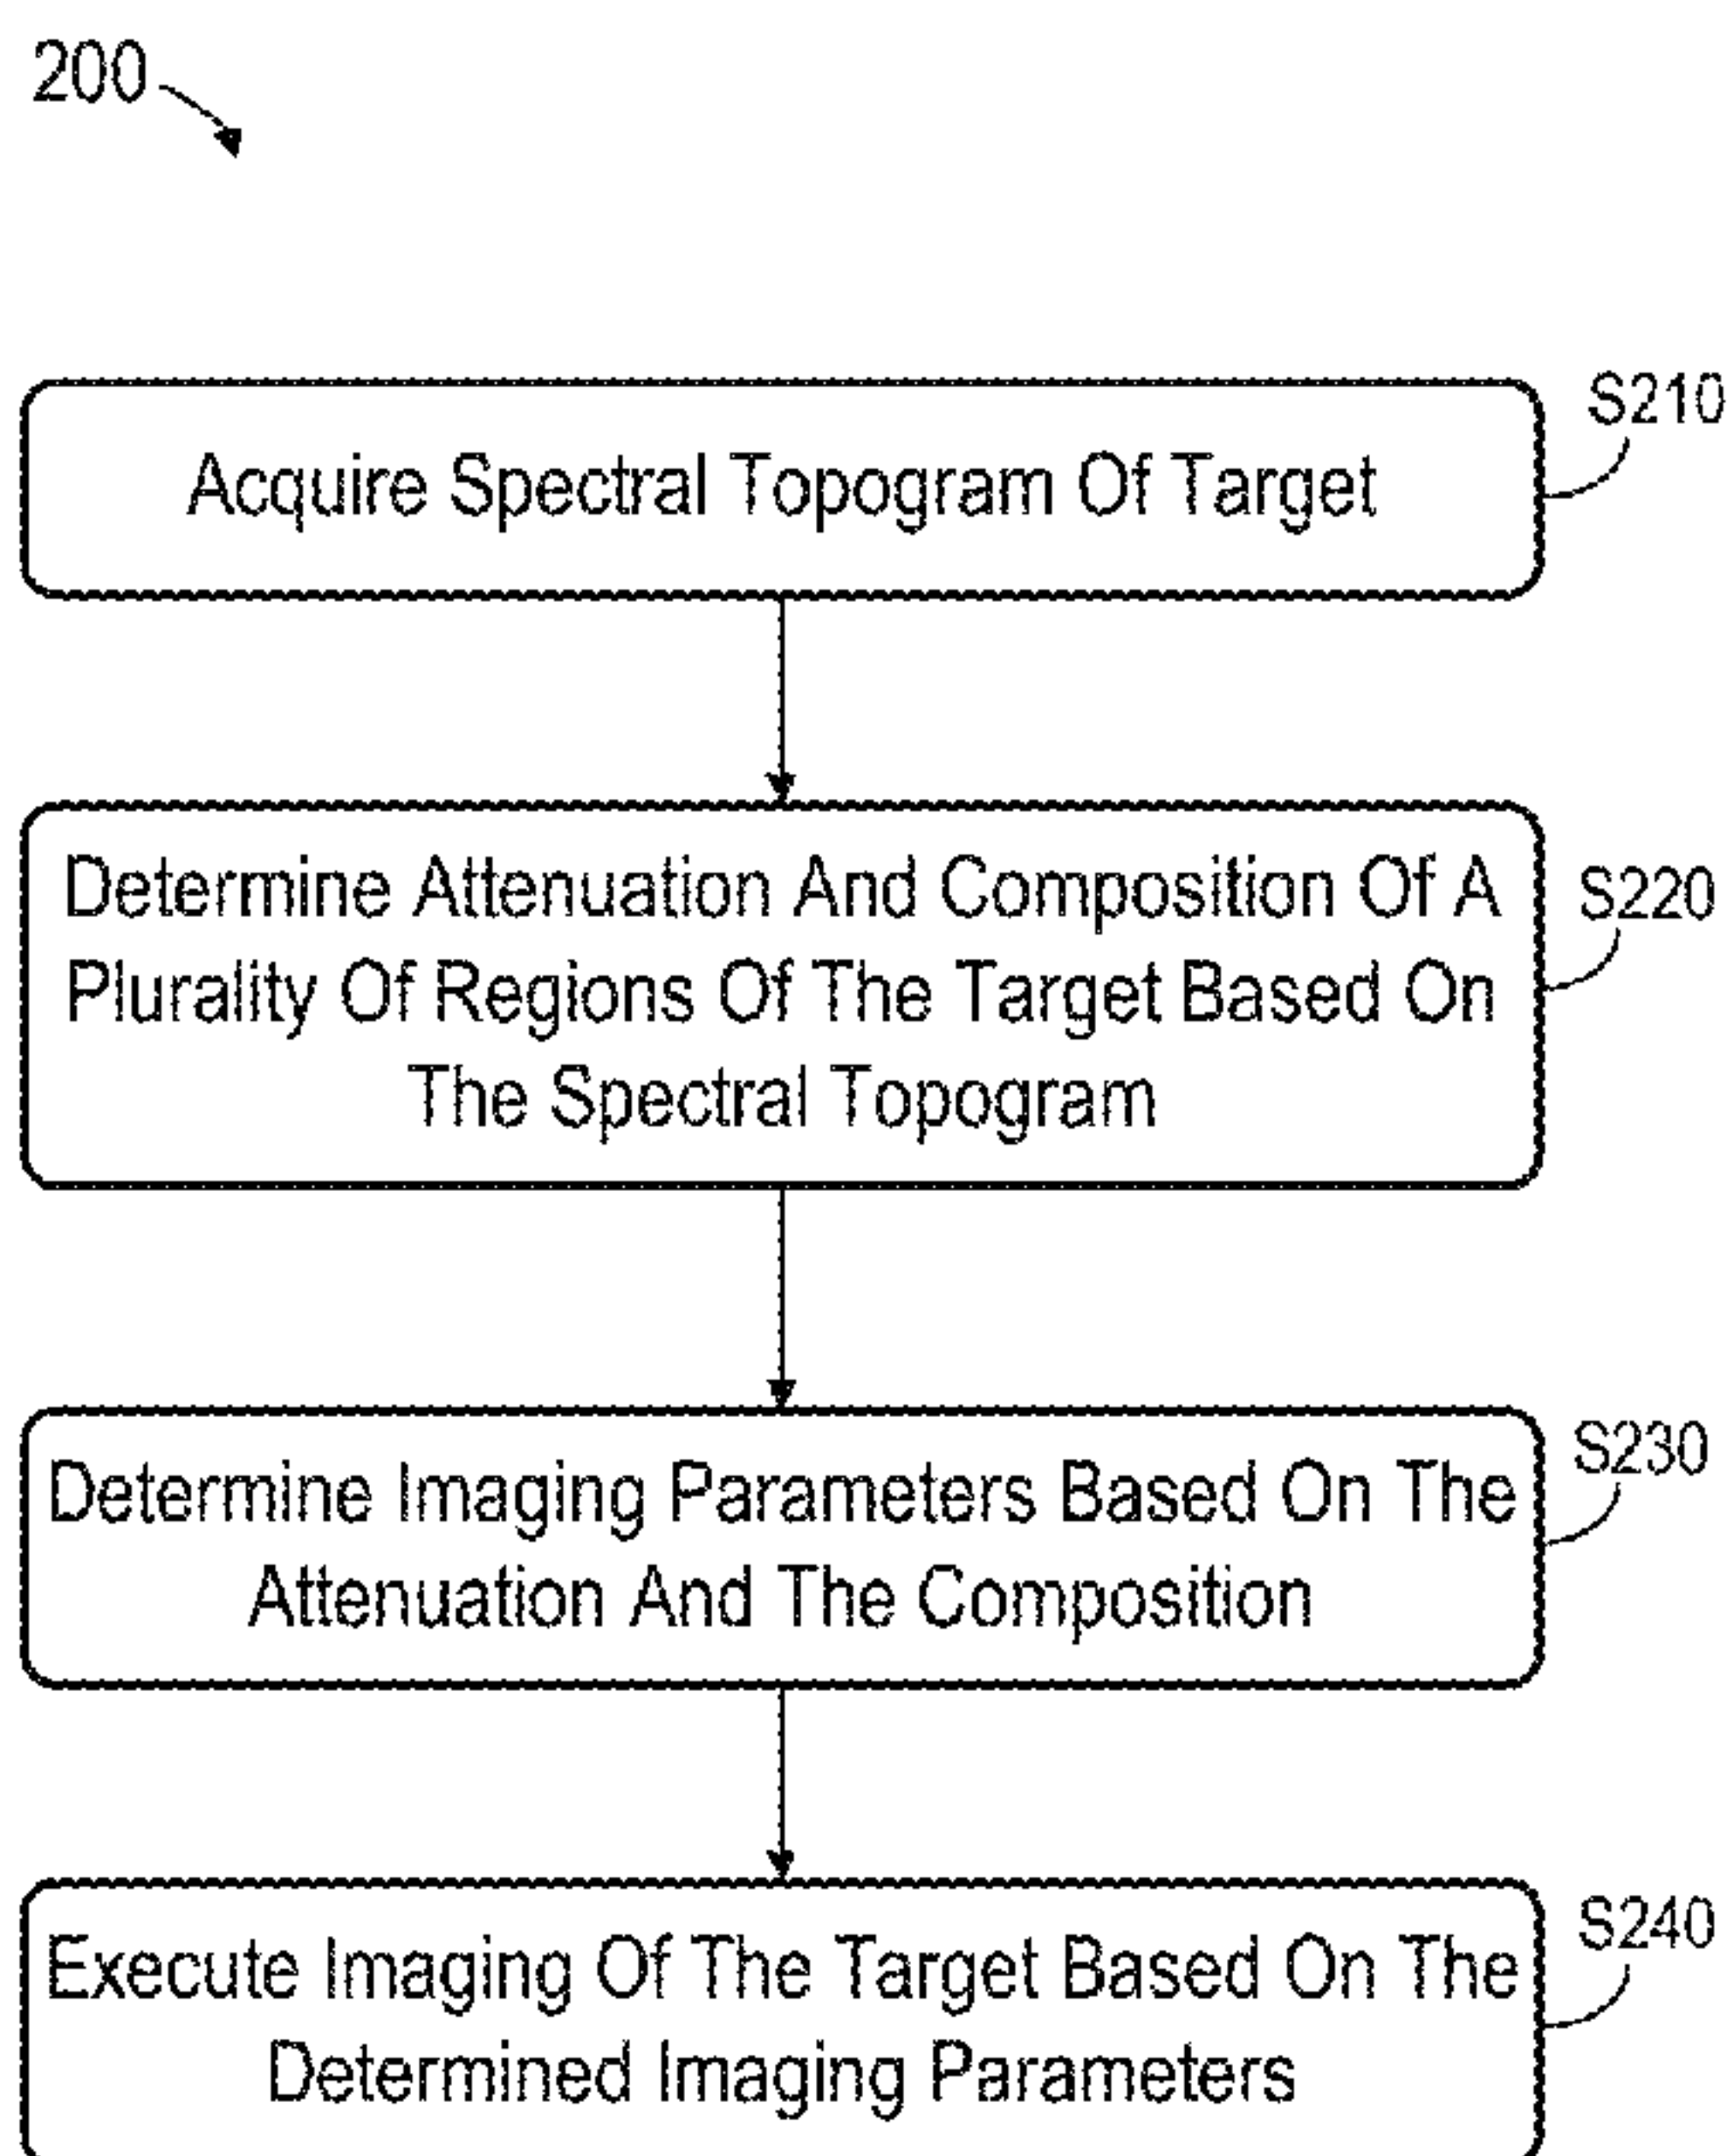 200
S210
Acquire Spectral Topogram Of Target
Determine Attenuation And Composition Of A
S220
Plurality Of Regions Of The Target Based On
The Spectral Topogram
S230
Determine Imaging Parameters Based On The
Attenuation And The Composition
S240
Execute Imaging Of The Target Based On The
Determined Imaging Parameters